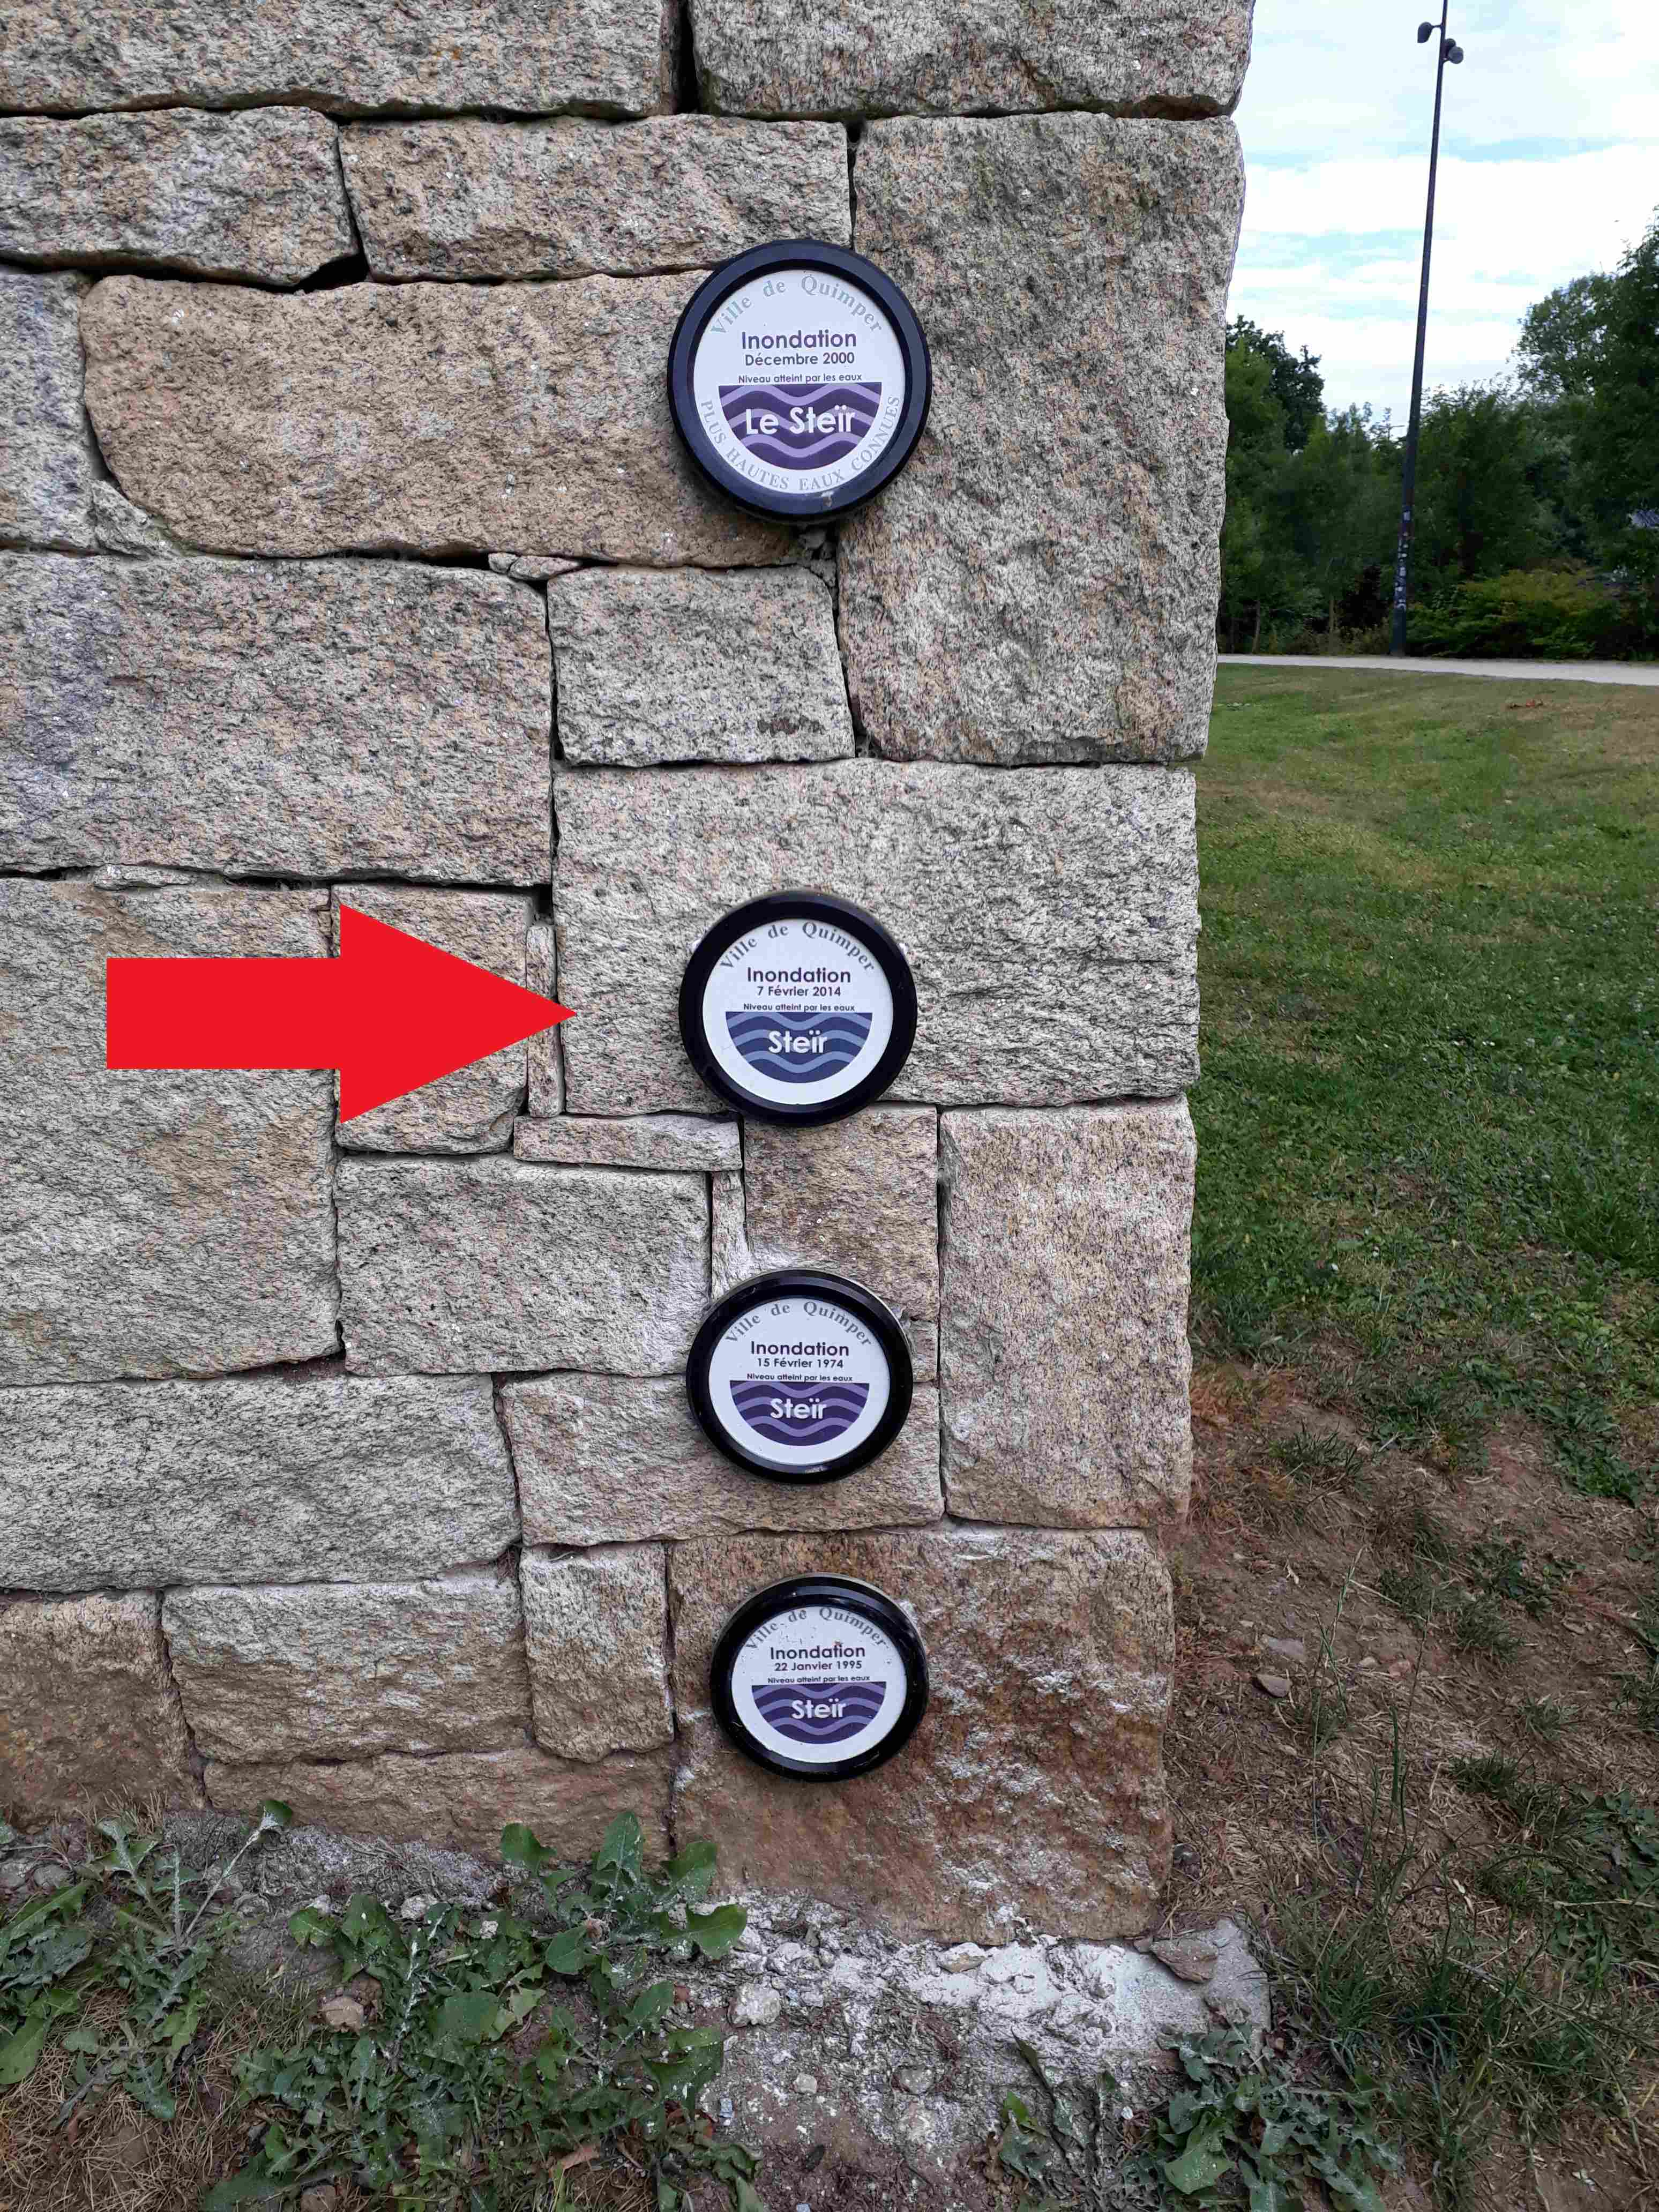 Ville de Quimper
Inondation
Décembre 2000
Niveau atteint par les eaux
Le Steïr
PLUS HAUTES EAUX CONNUES
Ville de Quimper
Inondation
7 Février 2014
Niveau atteint par les eaux
Steïr
Ville de Quimper
Inondation
15 Février 1974
Niveau atteint par les eaux
Steïr
Ville de Quimper
Inondation
22 Janvier 1995
Niveau atteint par les eaux
Steïr